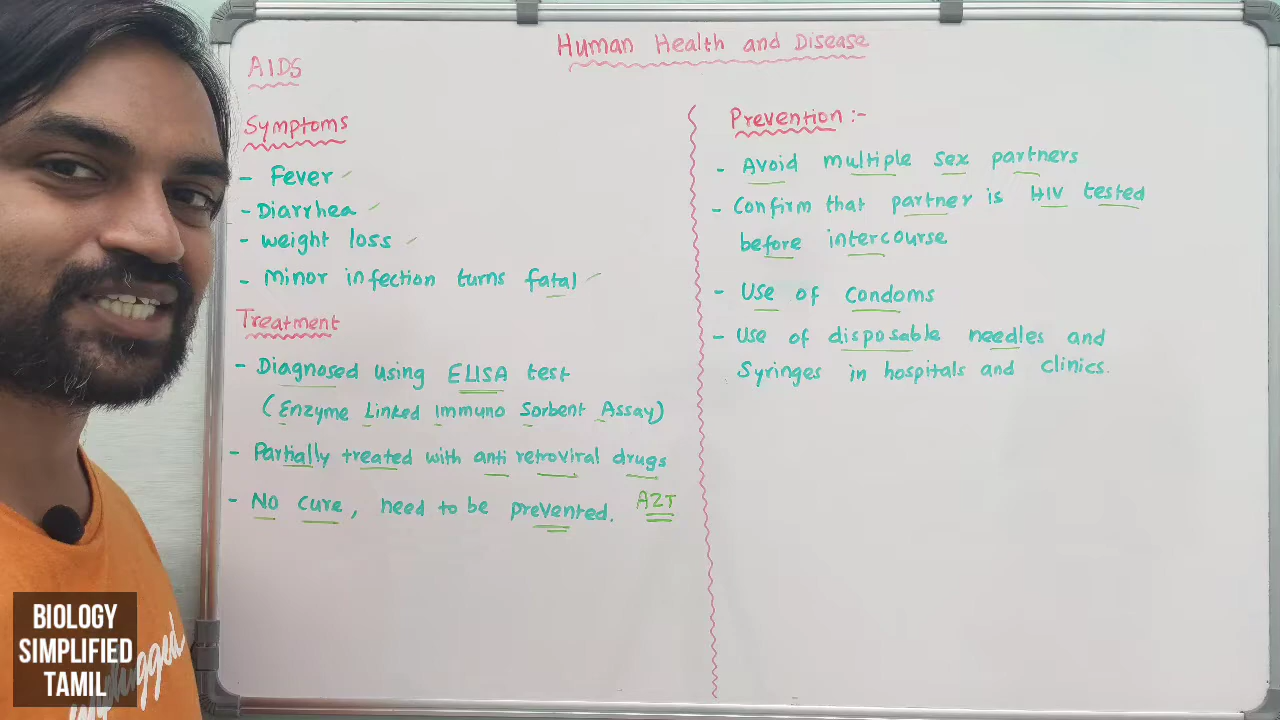 Human Health and Disease
AIDS
Symptoms
- Fever
- Diarrhea
- weight loss
- Minor infection turns fatal
Treatment
- Diagnosed using ELISA test
(Enzyme Linked Immuno Sorbent Assay)
- Partially treated with anti retroviral drugs
- No cure, need to be prevented. AZT
Prevention :-
- Avoid multiple sex partners
- Confirm that partner is HIV tested
before intercourse
- Use of Condoms
- Use of disposable needles and
Syringes in hospitals and clinics.
BIOLOGY
SIMPLIFIED
TAMIL